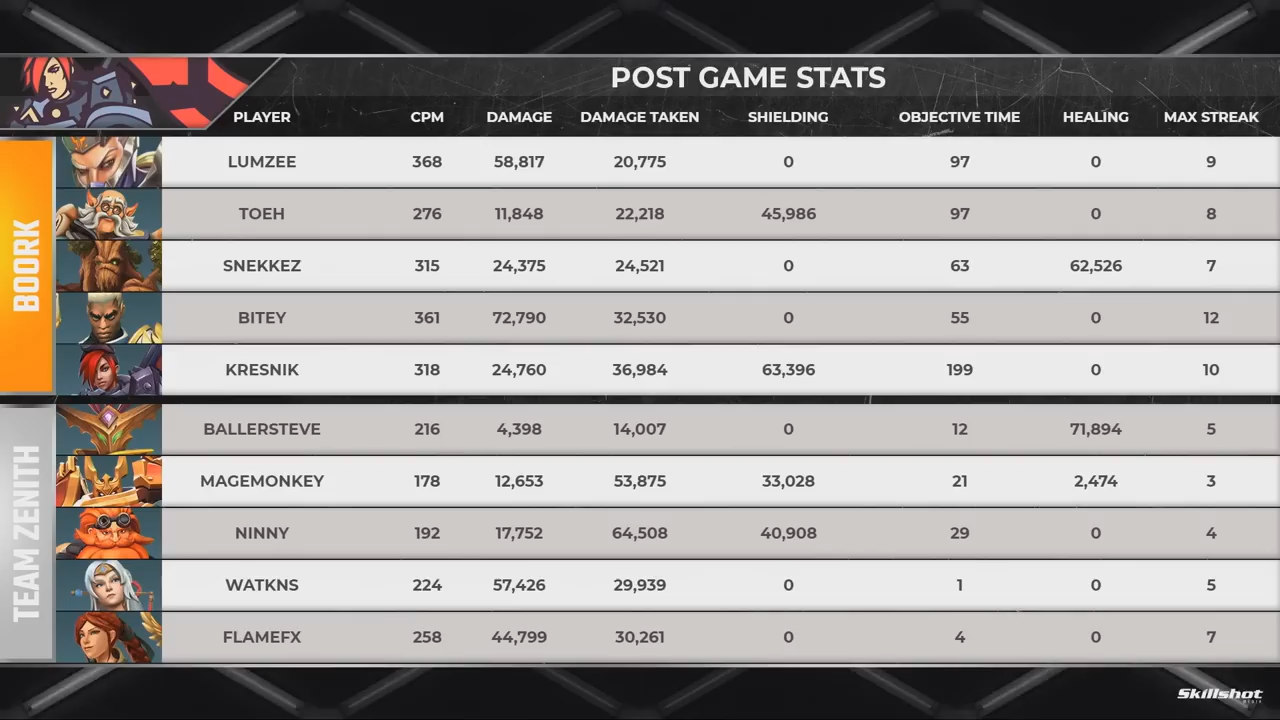 POST GAME STATS
PLAYER CPM DAMAGE DAMAGE TAKEN SHIELDING OBJECTIVE TIME HEALING MAX STREAK
BOORK
LUMZEE 368 58,817 20,775 0 97 0 9
TOEH 276 11,848 22,218 45,986 97 0 8
SNEKKEZ 315 24,375 24,521 0 63 62,526 7
BITEY 361 72,790 32,530 0 55 0 12
KRESNIK 318 24,760 36,984 63,396 199 0 10
TEAM ZENITH
BALLERSTEVE 216 4,398 14,007 0 12 71,894 5
MAGEMONKEY 178 12,653 53,875 33,028 21 2,474 3
NINNY 192 17,752 64,508 40,908 29 0 4
WATKNS 224 57,426 29,939 0 1 0 5
FLAMEFX 258 44,799 30,261 0 4 0 7
Skillshot
MEDIA